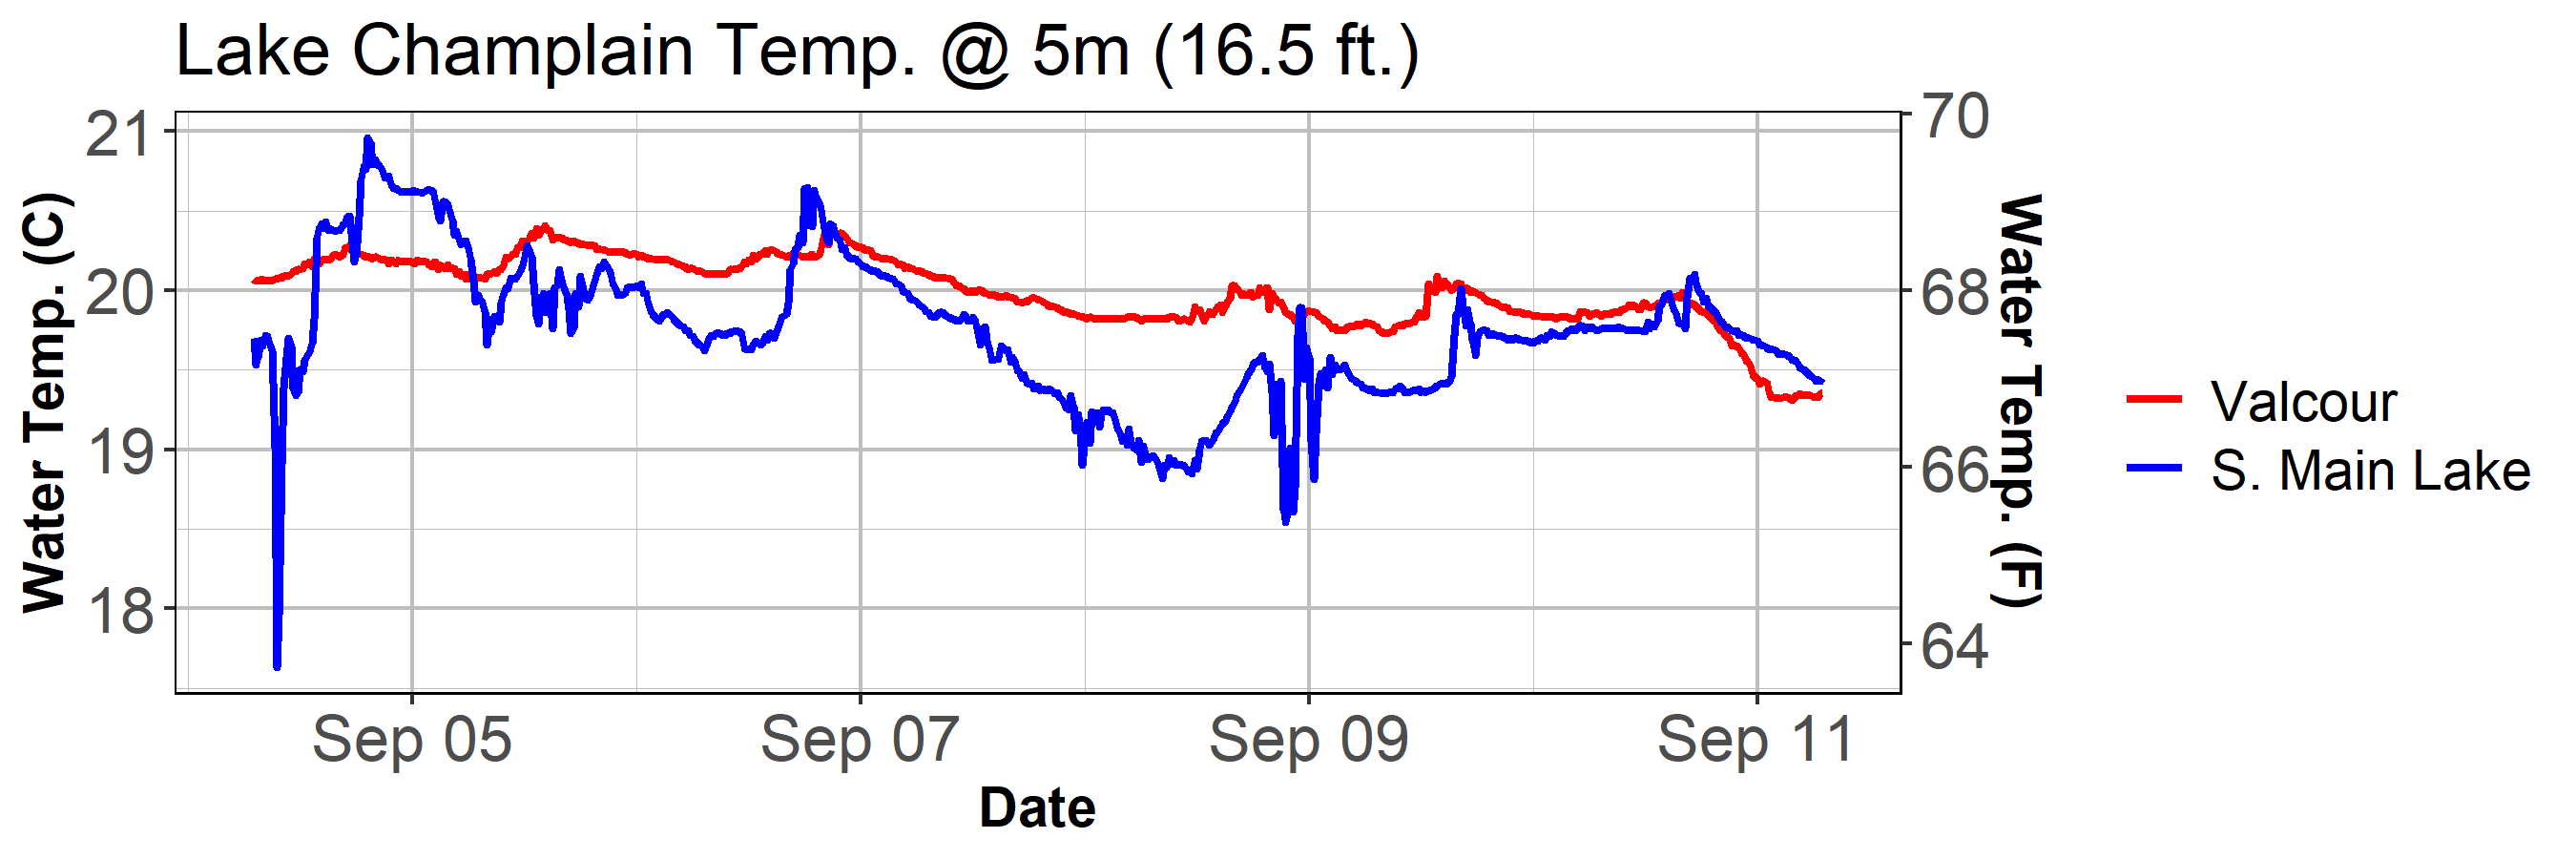 Lake Champlain Temp. @ 5m (16.5 ft.)
Water Temp. (C)
21
20
19
18
70
68
66
64
Water Temp. (F)
Sep 05
Sep 07
Sep 09
Sep 11
Date
Valcour
S. Main Lake